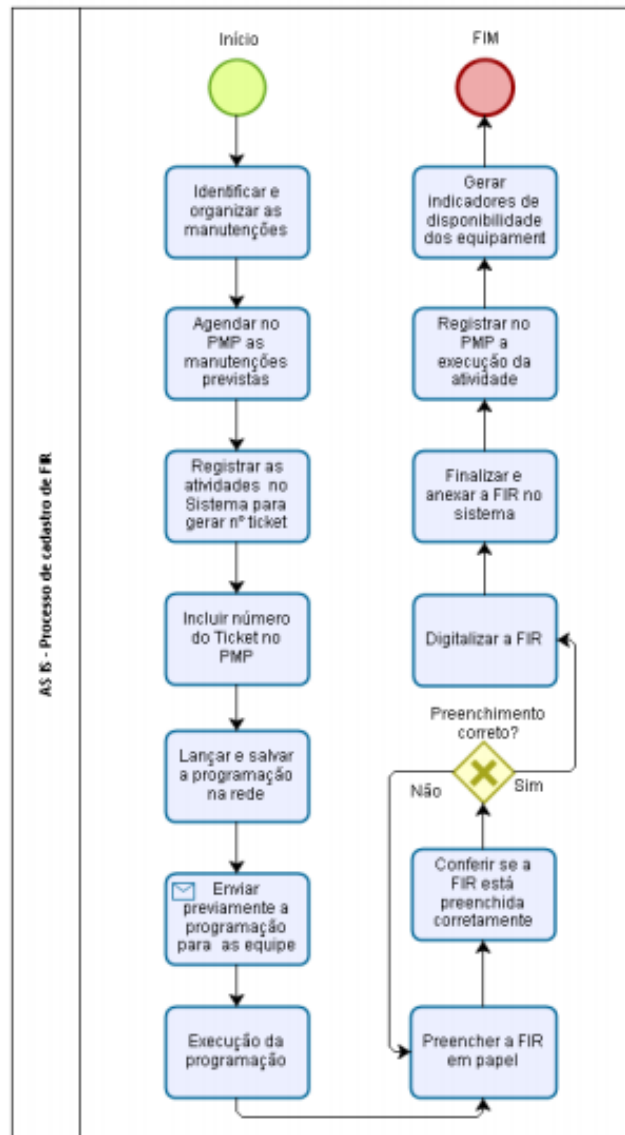 AS IS - Processo de cadastro de FIR
Início
Identificar e
organizar as
manutenções
Agendar no
PMP as
manutenções
previstas
Registrar as
atividades no
Sistema para
gerar nº ticket
Incluir número
do Ticket no
PMP
Lançar e salvar
a programação
na rede
Enviar
previamente a
programação
para as equipe
Execução da
programação
Preencher a FIR
em papel
Conferir se a
FIR está
preenchida
corretamente
Preenchimento
correto?
Não
Sim
Digitalizar a FIR
Finalizar e
anexar a FIR no
sistema
Registrar no
PMP a
execução da
atividade
Gerar
indicadores de
disponibilidade
dos equipament
FIM